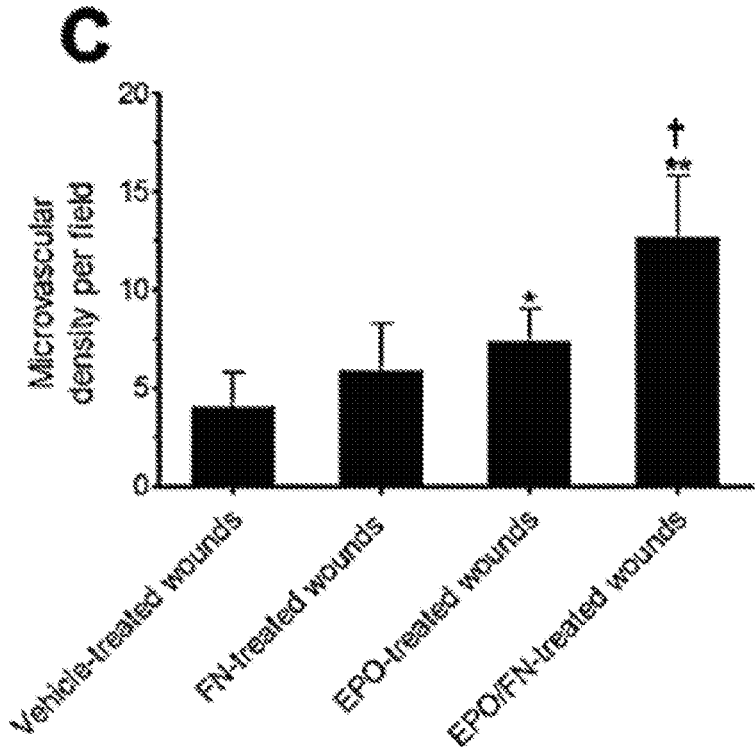 C
20
15
10
5
0
Microvascular
density per field
*
**
†
Vehicle-treated wounds
FN-treated wounds
EPO-treated wounds
EPO/FN-treated wounds